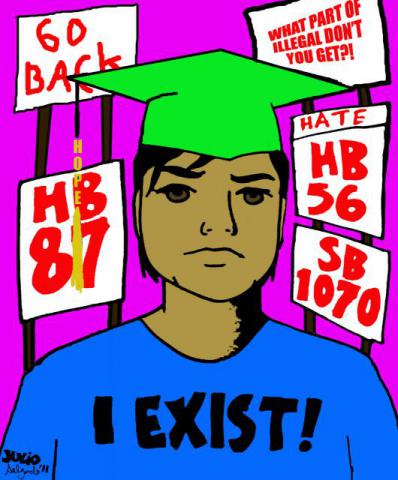 GO
BACK
WHAT PART OF
ILLEGAL DON'T
YOU GET?!
HATE
HB
56
HOPE
HB
87
SB
1070
I EXIST!
JULIO
Salgado '11